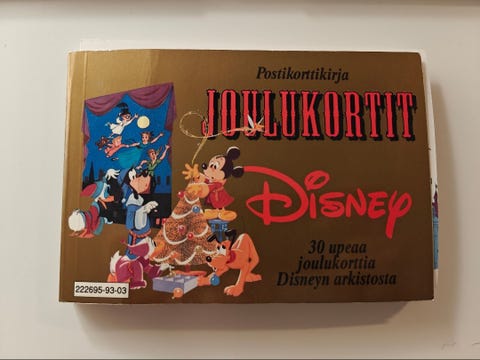 Postikorttikirja
JOULUKORTIT
Disney
30 upeaa
joulukorttia
Disneyn arkistosta
222695-93-03